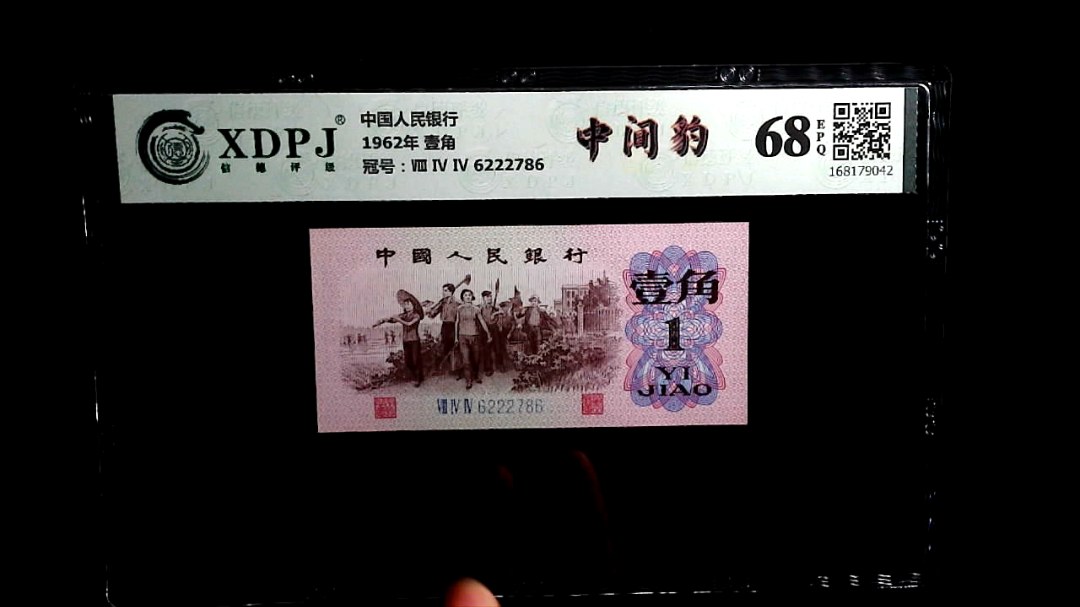 XDPJ®
信德评级
中国人民银行
1962年 壹角
冠号：Ⅷ Ⅳ Ⅳ 6222786
中间豹
68
EPQ
168179042
中國人民銀行
壹角
1
YI
JIAO
Ⅷ Ⅳ Ⅳ 6222786